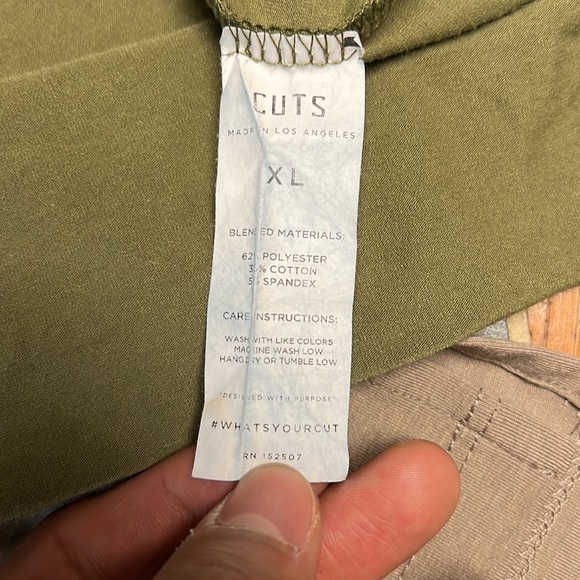 CUTS
MADE IN LOS ANGELES
XL
BLENDED MATERIALS:
62% POLYESTER
COTTON
5% SPANDEX
CARE INSTRUCTIONS:
WASH WITH LIKE COLORS
MACHINE WASH LOW
HANG DRY OR TUMBLE LOW
"DESIGNED WITH PURPOSE"
#WHATSYOURCUT
RN 152507